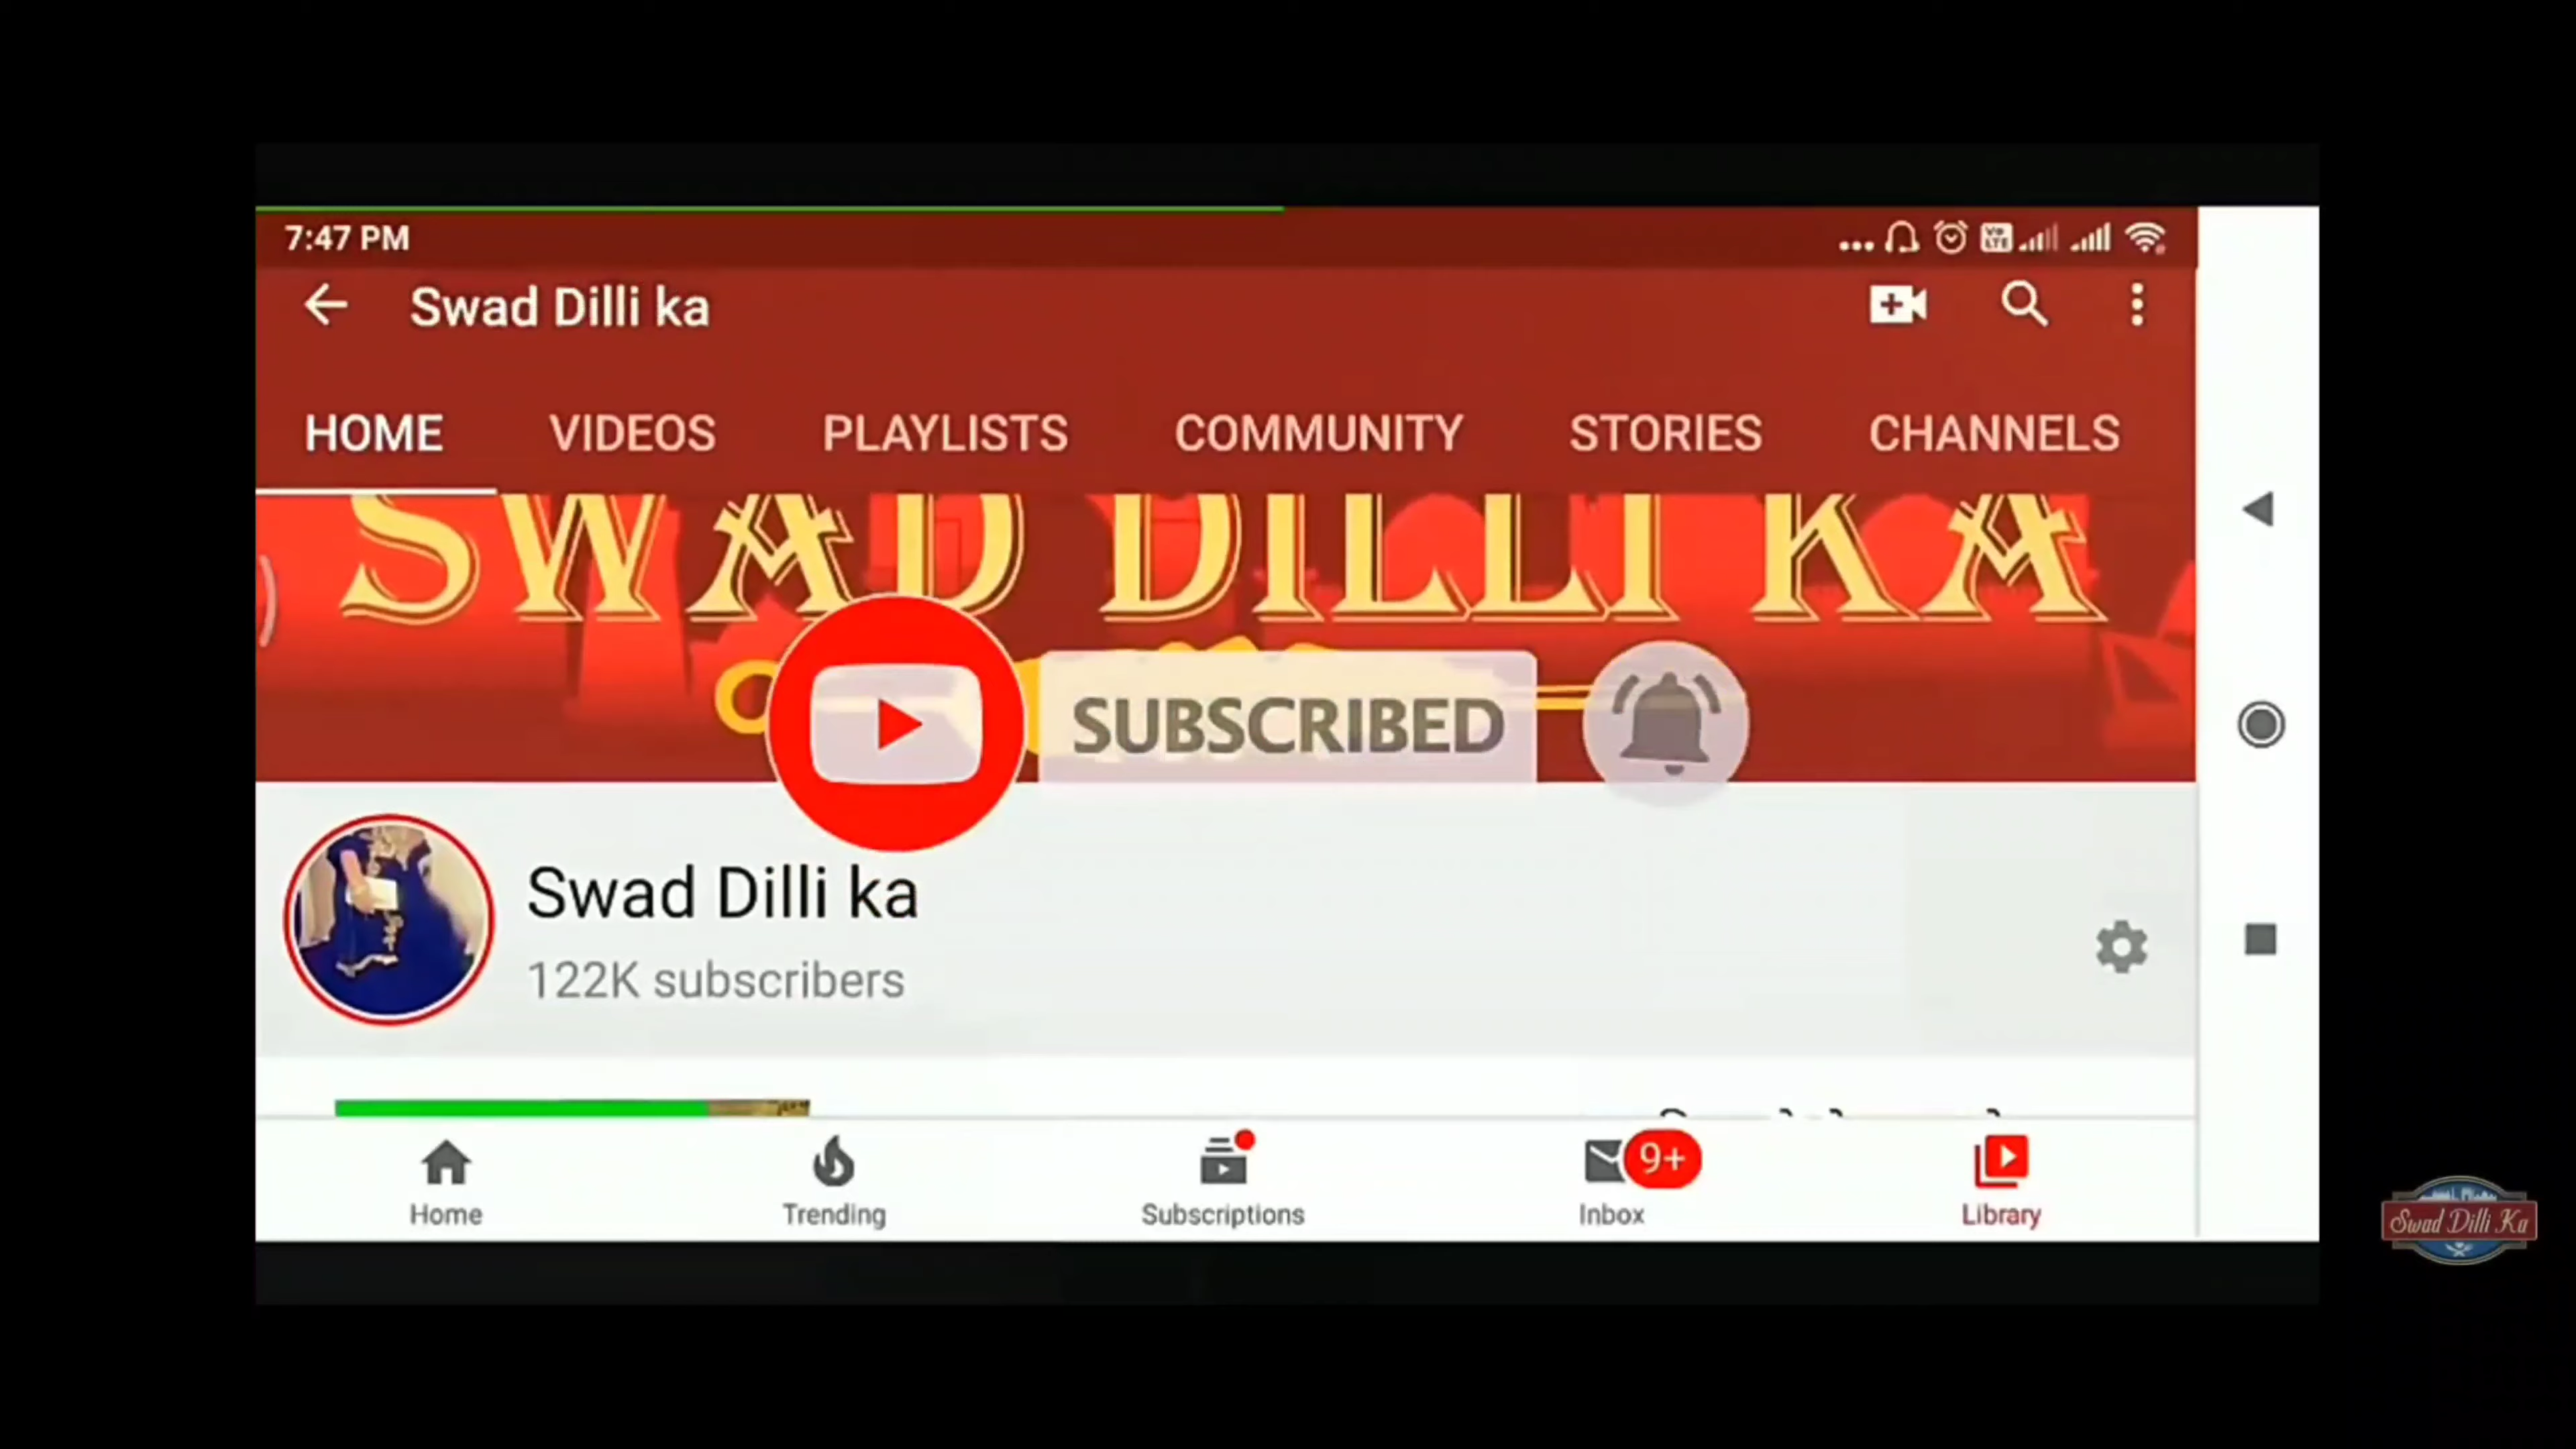 7:47 PM
Swad Dilli ka
HOME VIDEOS PLAYLISTS COMMUNITY STORIES CHANNELS
SWAD DILLI KA
SUBSCRIBED
Swad Dilli ka
122K subscribers
Home Trending Subscriptions Inbox 9+ Library
Swad Dilli Ka